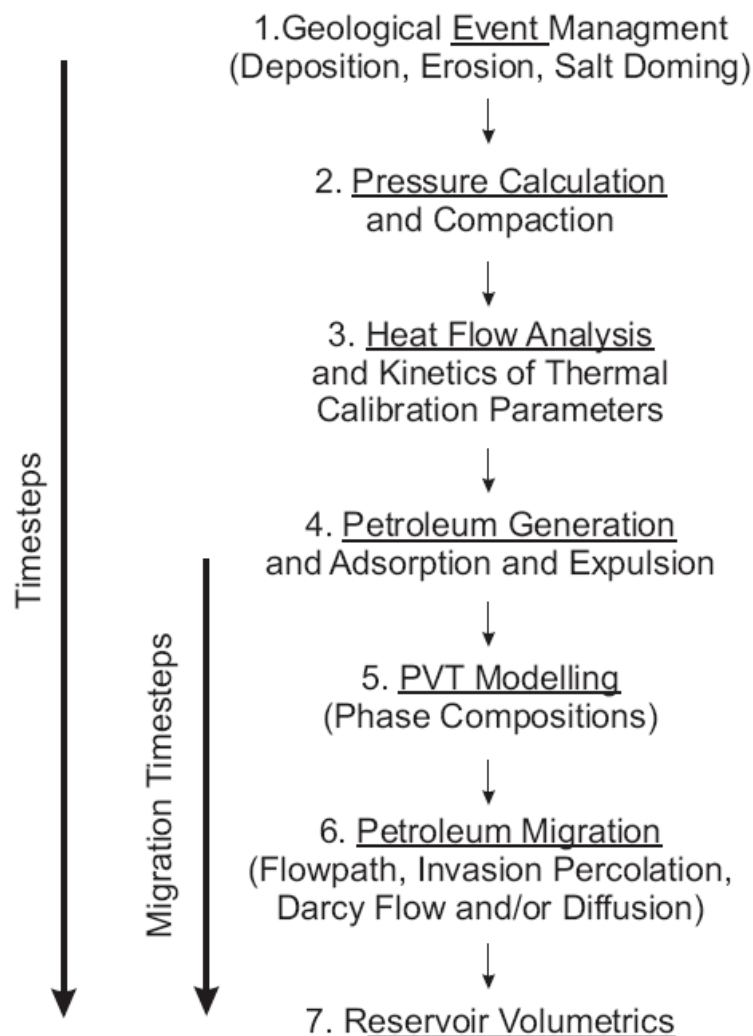 1.Geological Event Managment
(Deposition, Erosion, Salt Doming)
2. Pressure Calculation
and Compaction
3. Heat Flow Analysis
and Kinetics of Thermal
Calibration Parameters
4. Petroleum Generation
and Adsorption and Expulsion
5. PVT Modelling
(Phase Compositions)
6. Petroleum Migration
(Flowpath, Invasion Percolation,
Darcy Flow and/or Diffusion)
7. Reservoir Volumetrics
Timesteps
Migration Timesteps